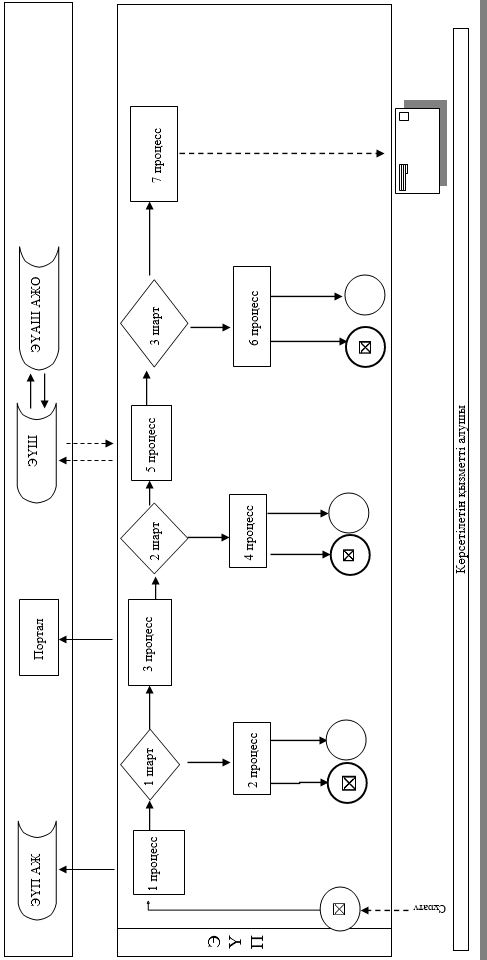 ЭҮП АЖ
Портал
ЭҮШ
ЭҮАШ АЖО
ЭҮП
1 процесс
1 шарт
3 процесс
2 шарт
5 процесс
3 шарт
7 процесс
2 процесс
4 процесс
6 процесс
Сұрату
Көрсетілетін қызметті алушы